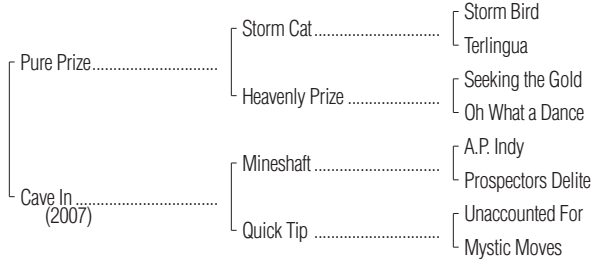 Storm Bird
Storm Cat..............................
Terlingua
Pure Prize..............................
Seeking the Gold
Heavenly Prize ......................
Oh What a Dance
A.P. Indy
Mineshaft ..............................
Prospectors Delite
Cave In ..................................
(2007)
Unaccounted For
Quick Tip ..............................
Mystic Moves